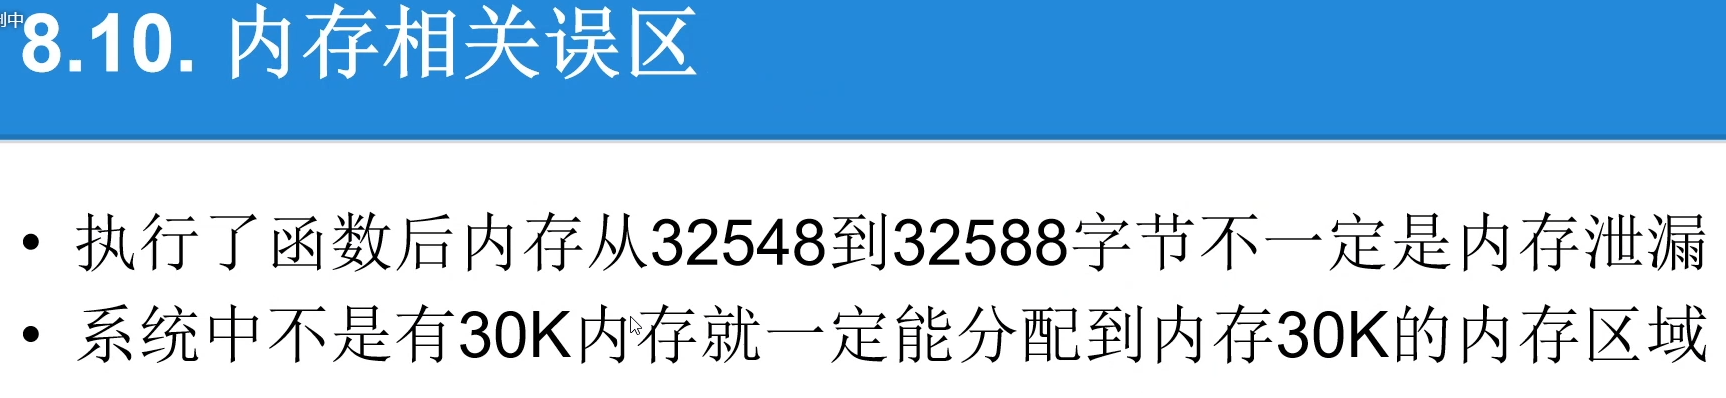 制中
8.10. 内存相关误区
• 执行了函数后内存从32548到32588字节不一定是内存泄漏
• 系统中不是有30K内存就一定能分配到内存30K的内存区域